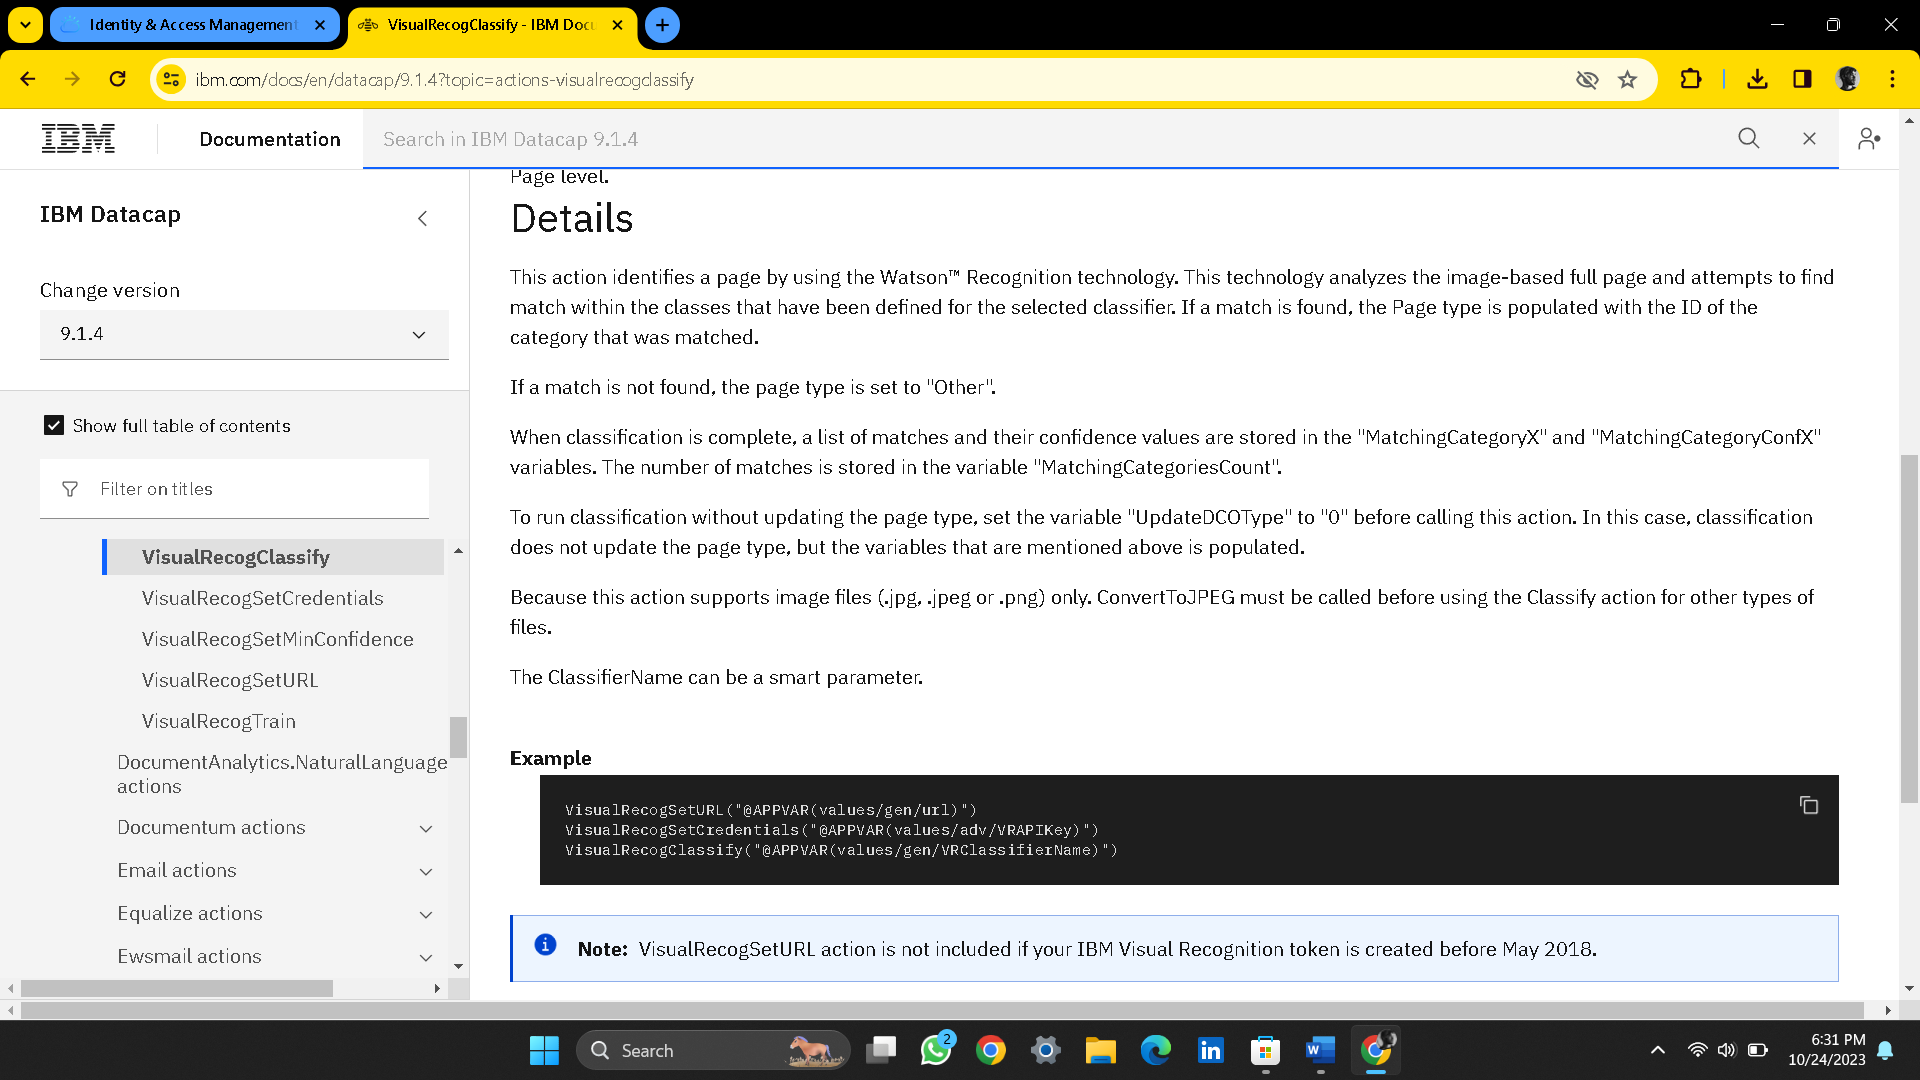 Identity & Access Management
VisualRecogClassify - IBM Docu
ibm.com/docs/en/datacap/9.1.4?topic=actions-visualrecogclassify
IBM
Documentation
Search in IBM Datacap 9.1.4
IBM Datacap
Change version
9.1.4
Show full table of contents
Filter on titles
VisualRecogClassify
VisualRecogSetCredentials
VisualRecogSetMinConfidence
VisualRecogSetURL
VisualRecogTrain
DocumentAnalytics.NaturalLanguage
actions
Documentum actions
Email actions
Equalize actions
Ewsmail actions
Page level.
Details
This action identifies a page by using the Watson™ Recognition technology. This technology analyzes the image-based full page and attempts to find
match within the classes that have been defined for the selected classifier. If a match is found, the Page type is populated with the ID of the
category that was matched.
If a match is not found, the page type is set to "Other".
When classification is complete, a list of matches and their confidence values are stored in the "MatchingCategoryX" and "MatchingCategoryConfX"
variables. The number of matches is stored in the variable "MatchingCategoriesCount".
To run classification without updating the page type, set the variable "UpdateDCOType" to "0" before calling this action. In this case, classification
does not update the page type, but the variables that are mentioned above is populated.
Because this action supports image files (.jpg, .jpeg or .png) only. ConvertToJPEG must be called before using the Classify action for other types of
files.
The ClassifierName can be a smart parameter.
Example
VisualRecogSetURL("@APPVAR(values/gen/url)")
VisualRecogSetCredentials("@APPVAR(values/adv/VRAPIKey)")
VisualRecogClassify("@APPVAR(values/gen/VRClassifierName)")
Note: VisualRecogSetURL action is not included if your IBM Visual Recognition token is created before May 2018.
Search
2
in
W
6:31 PM
10/24/2023